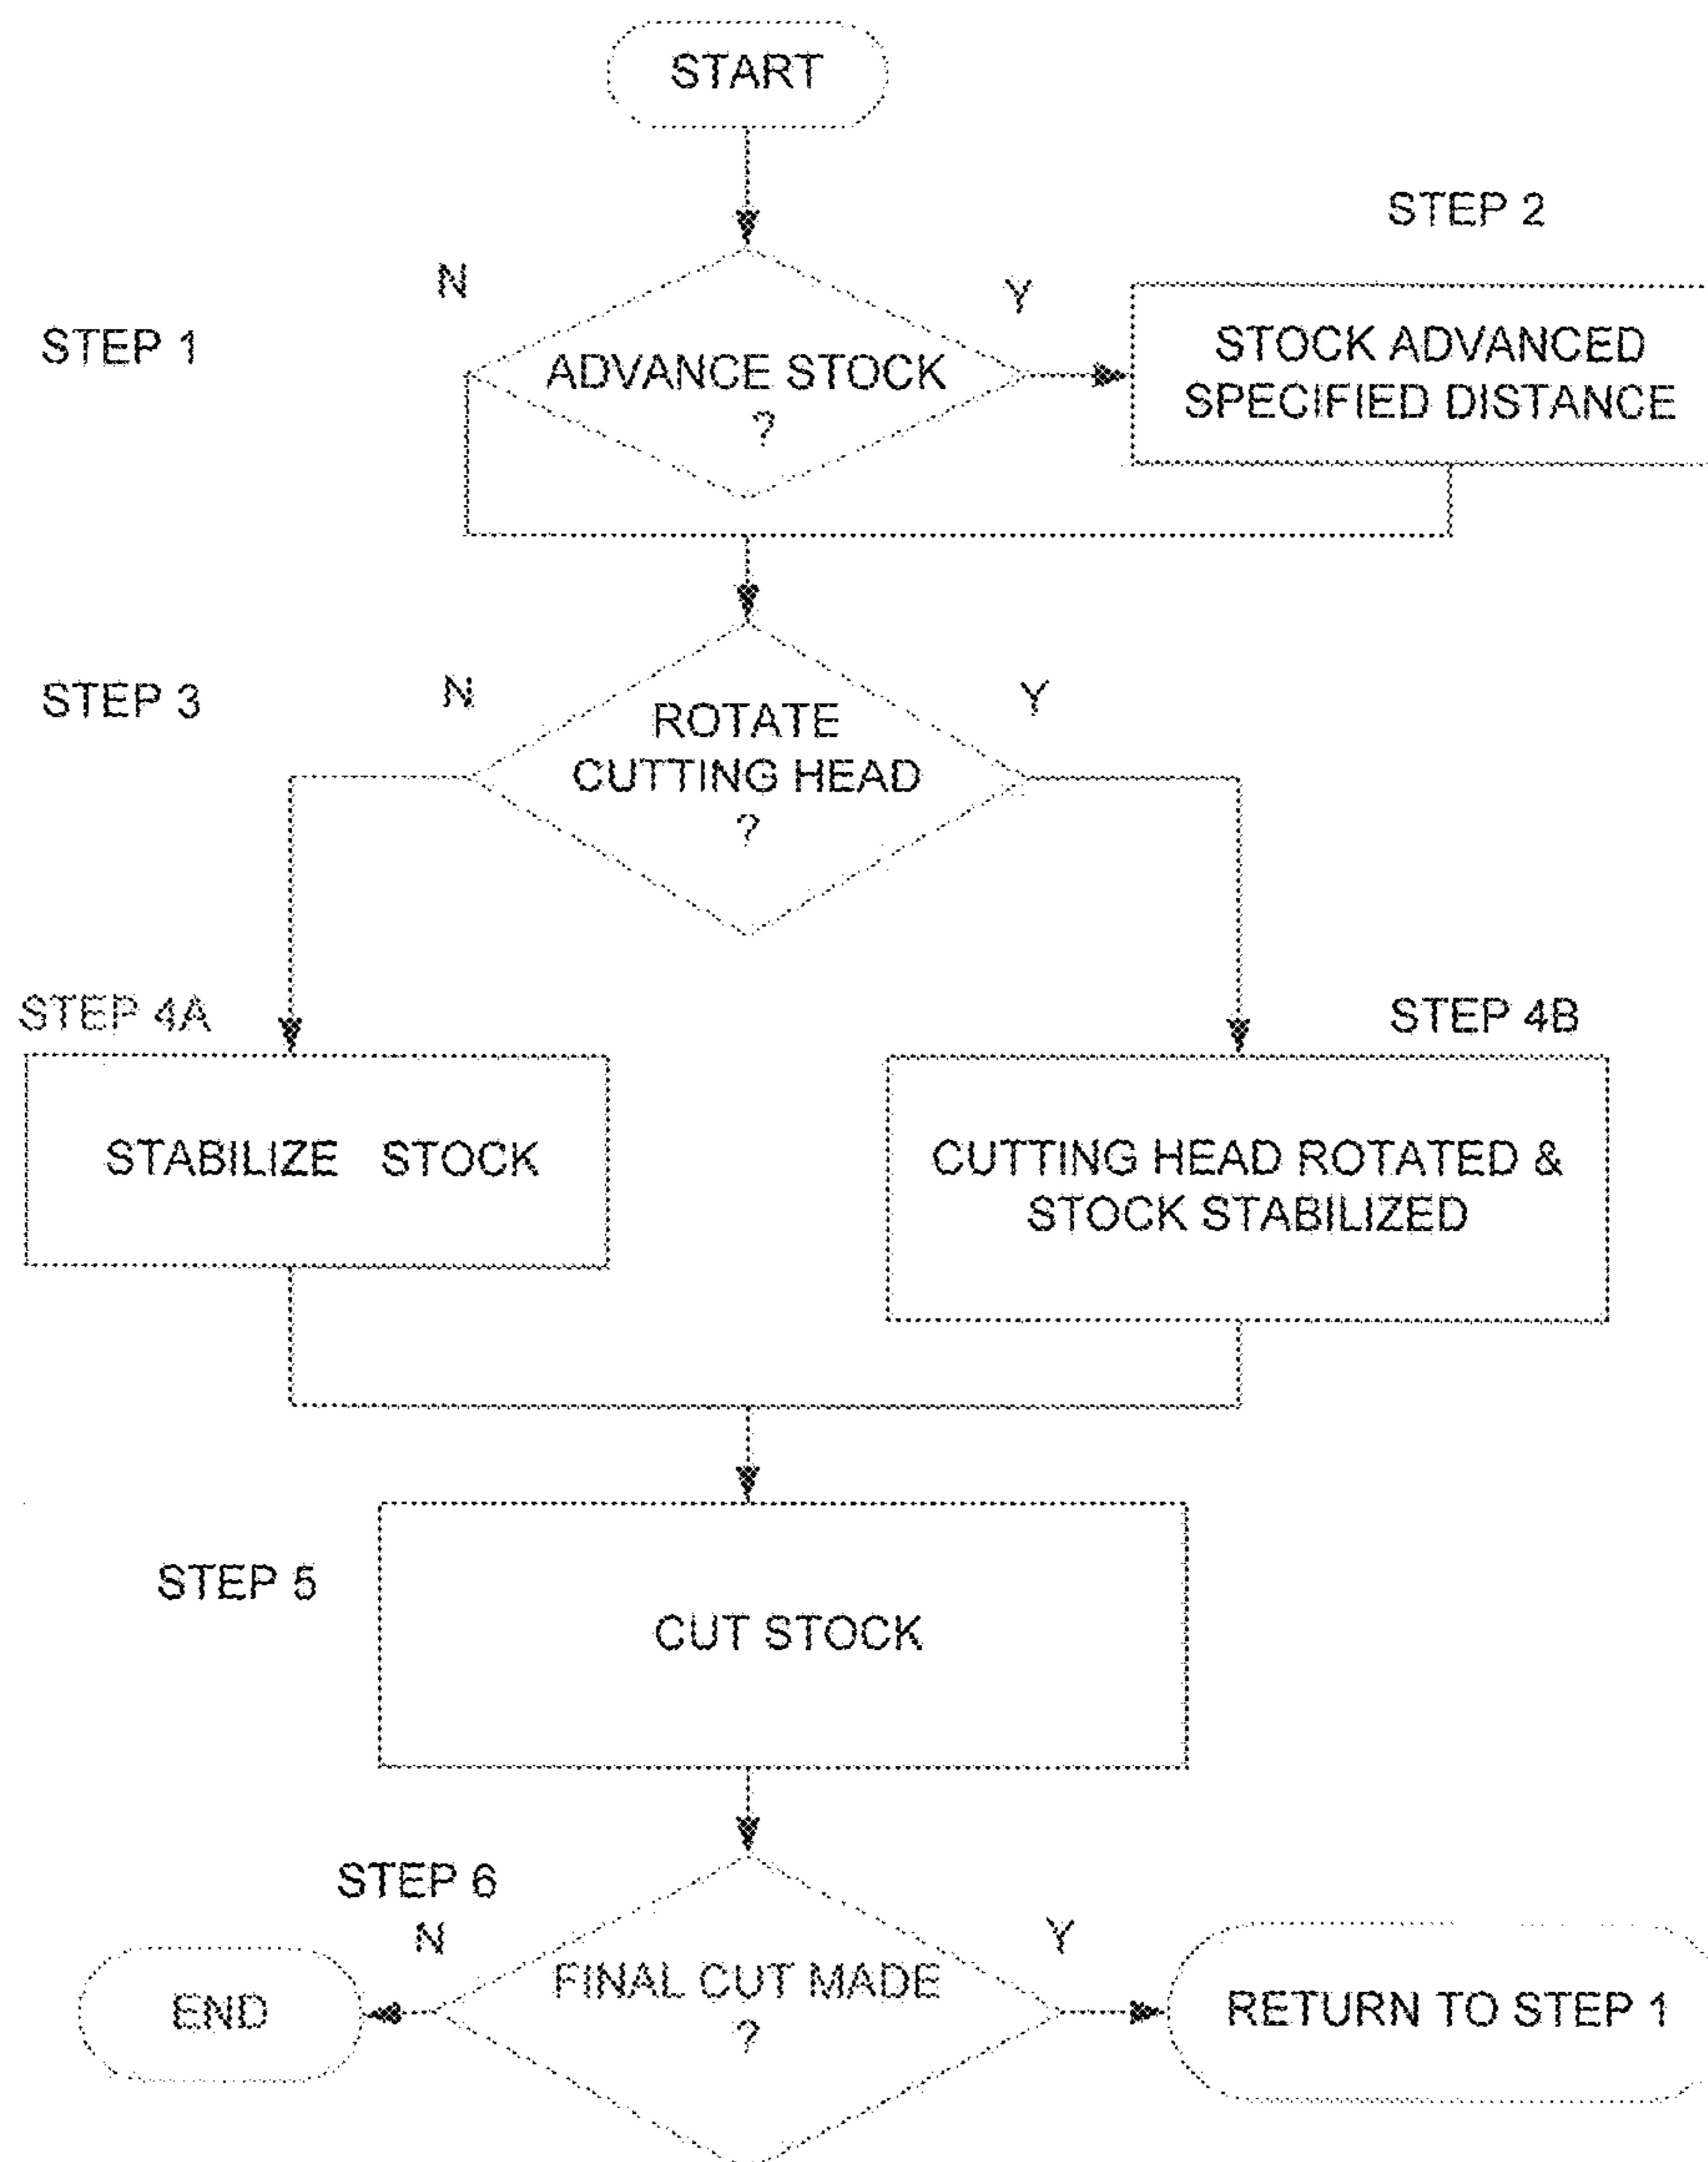 START
STEP 2
N
Y
STEP 1
ADVANCE STOCK
?
STOCK ADVANCED
SPECIFIED DISTANCE
STEP 3
N
Y
ROTATE
CUTTING HEAD
?
STEP 4A
STEP 4B
STABILIZE STOCK
CUTTING HEAD ROTATED &
STOCK STABILIZED
STEP 5
CUT STOCK
STEP 6
N
Y
FINAL CUT MADE
?
END
RETURN TO STEP 1